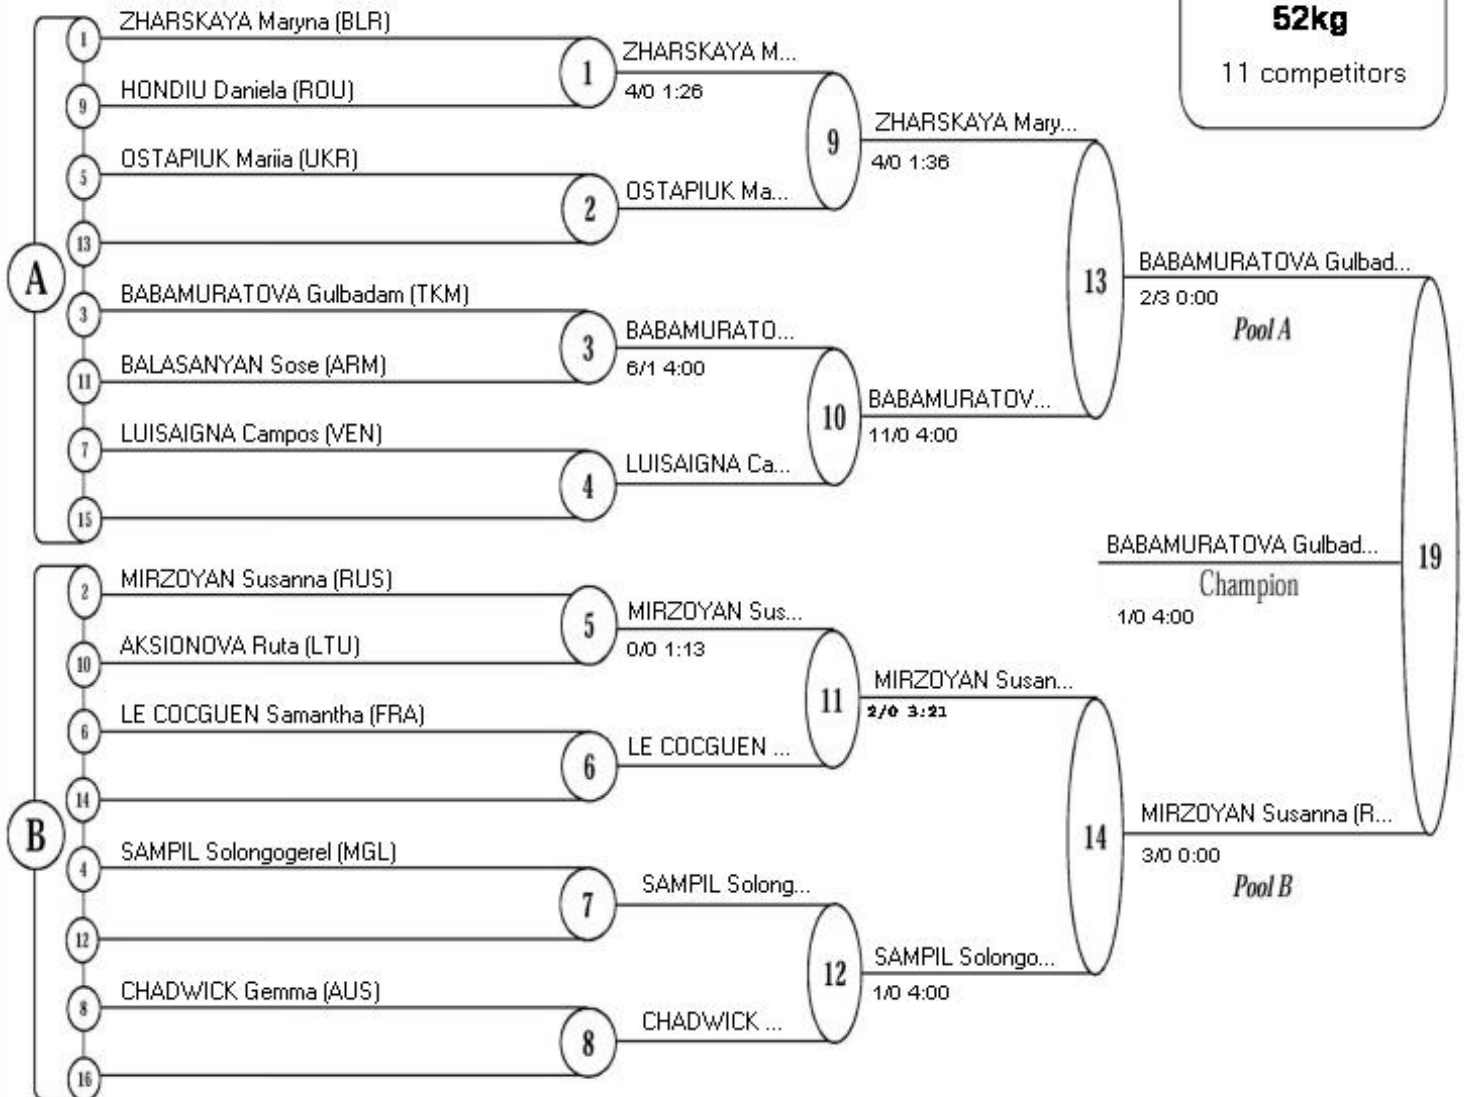 52kg
11 competitors
A
1
ZHARSKAYA Maryna (BLR)
9
HONDIU Daniela (ROU)
5
OSTAPIUK Mariia (UKR)
13
3
BABAMURATOVA Gulbadam (TKM)
11
BALASANYAN Sose (ARM)
7
LUISAIGNA Campos (VEN)
15
1
ZHARSKAYA M...
4/0 1:26
2
OSTAPIUK Ma...
3
BABAMURATO...
6/1 4:00
4
LUISAIGNA Ca...
9
ZHARSKAYA Mary...
4/0 1:36
10
BABAMURATOV...
11/0 4:00
13
BABAMURATOVA Gulbad...
2/3 0:00
Pool A
B
2
MIRZOYAN Susanna (RUS)
10
AKSIONOVA Ruta (LTU)
6
LE COCGUEN Samantha (FRA)
14
4
SAMPIL Solongogerel (MGL)
12
8
CHADWICK Gemma (AUS)
16
5
MIRZOYAN Sus...
0/0 1:13
6
LE COCGUEN ...
7
SAMPIL Solong...
8
CHADWICK ...
11
MIRZOYAN Susan...
2/0 3:21
12
SAMPIL Solongo...
1/0 4:00
14
MIRZOYAN Susanna (R...
3/0 0:00
Pool B
19
BABAMURATOVA Gulbad...
Champion
1/0 4:00